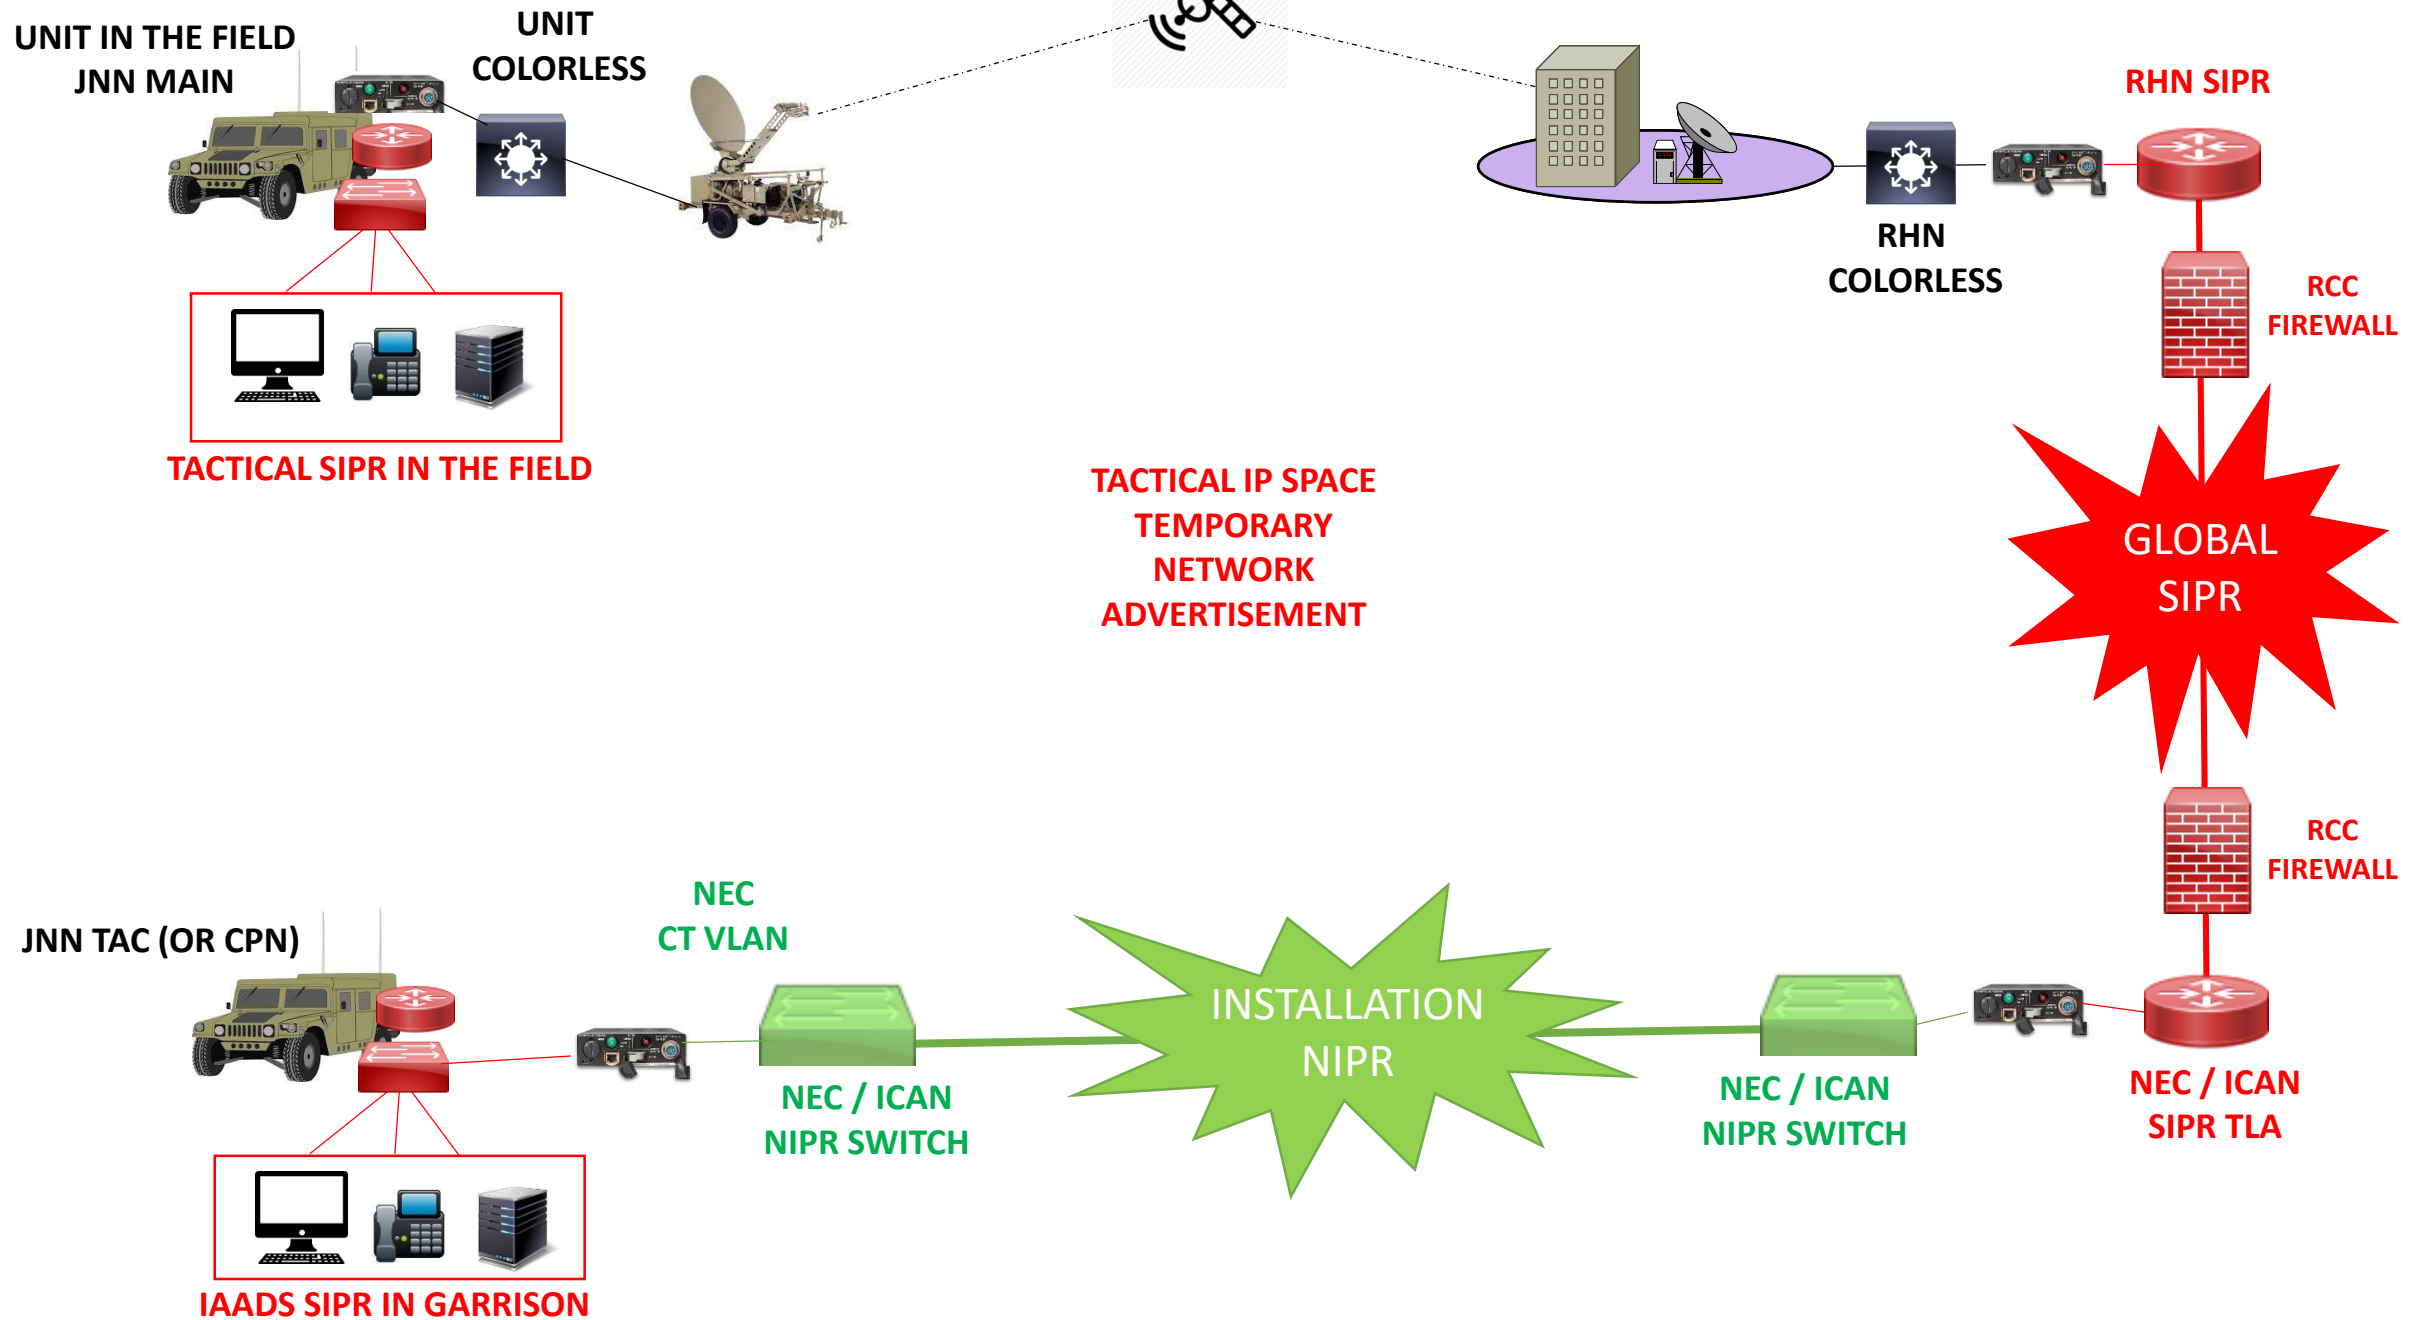 UNIT IN THE FIELD
JNN MAIN
UNIT
COLORLESS
RHN SIPR
RHN
COLORLESS
RCC
FIREWALL
TACTICAL SIPR IN THE FIELD
TACTICAL IP SPACE
TEMPORARY
NETWORK
ADVERTISEMENT
GLOBAL
SIPR
RCC
FIREWALL
JNN TAC (OR CPN)
NEC
CT VLAN
INSTALLATION
NIPR
NEC / ICAN
NIPR SWITCH
NEC / ICAN
NIPR SWITCH
NEC / ICAN
SIPR TLA
IAADS SIPR IN GARRISON